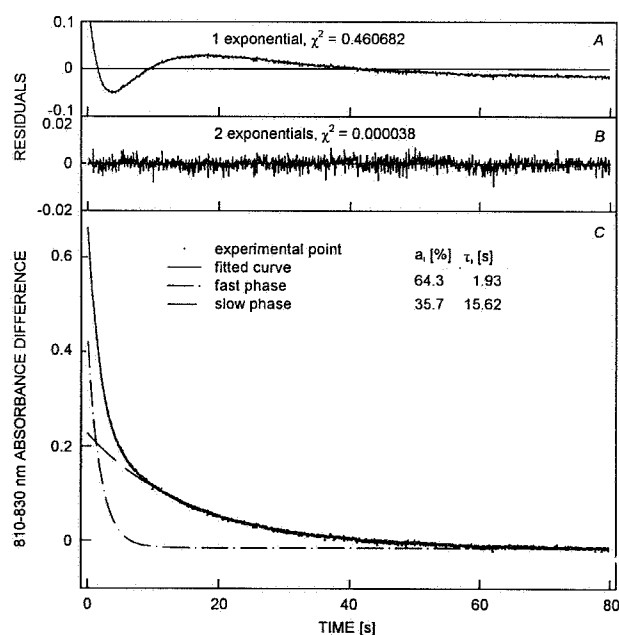 0.1
1 exponential, χ² = 0.460682
A
0
-0.1
RESIDUALS
0.02
2 exponentials, χ² = 0.000038
B
0
-0.02
C
0.6
experimental point
fitted curve
fast phase
slow phase
aᵢ [%] τᵢ [s]
64.3 1.93
35.7 15.62
0.4
0.2
0
810-830 nm ABSORBANCE DIFFERENCE
0 20 40 60 80
TIME [s]